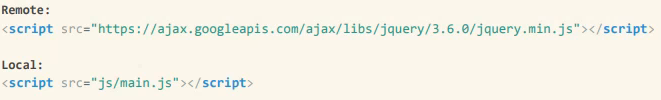 Remote:
<script src="https://ajax.googleapis.com/ajax/libs/jquery/3.6.0/jquery.min.js"></script>
Local:
<script src="js/main.js"></script>